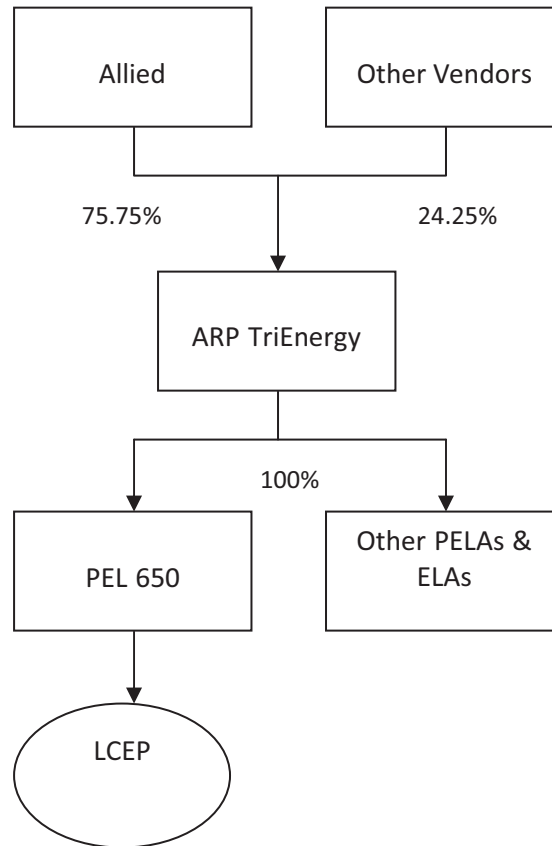 Allied
Other Vendors
75.75%
24.25%
ARP TriEnergy
100%
PEL 650
Other PELAs &
ELAs
LCEP